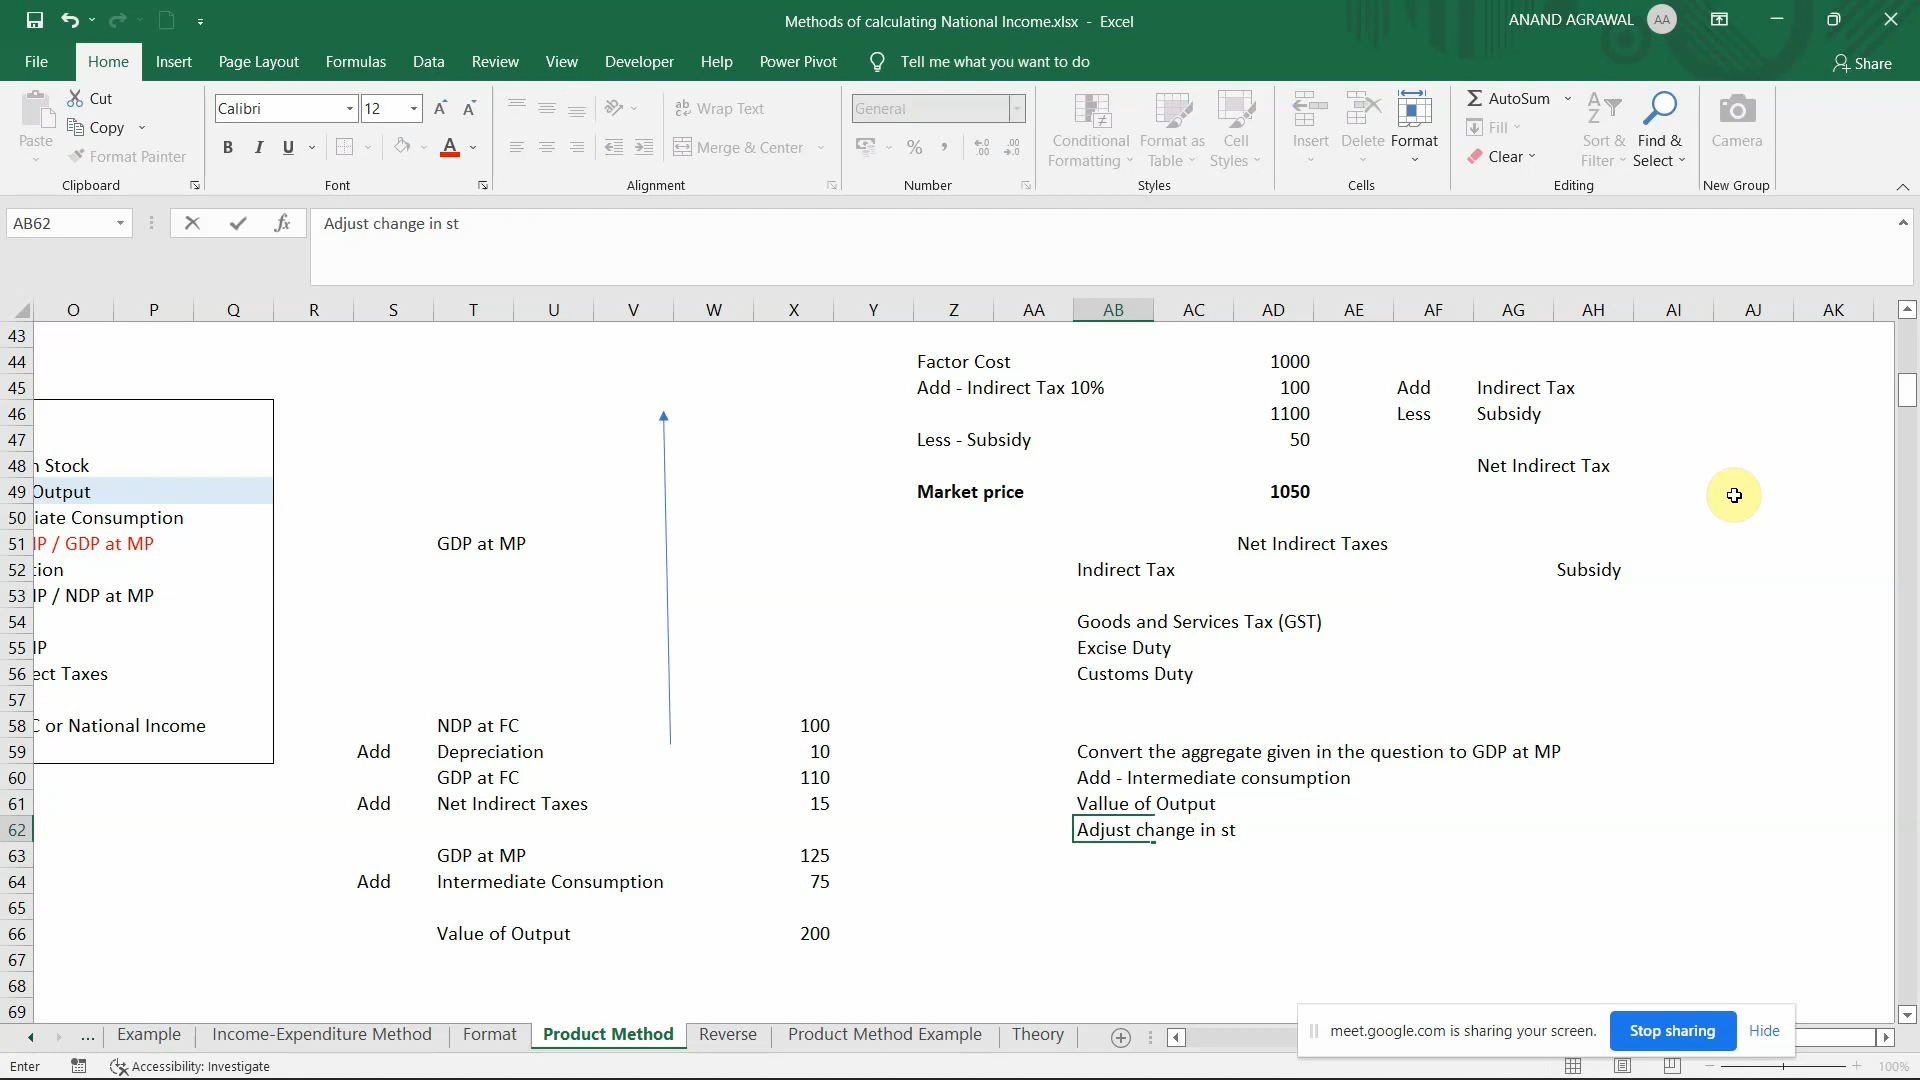 Methods of calculating National Income.xlsx - Excel
ANAND AGRAWAL AA
File Home Insert Page Layout Formulas Data Review View Developer Help Power Pivot Tell me what you want to do Share
Paste
Cut
Copy
Format Painter
Clipboard
Calibri 12
B I U
Font
Wrap Text
Merge & Center
Alignment
General
Number
Conditional Formatting
Format as Table
Cell Styles
Styles
Insert Delete Format
Cells
AutoSum
Fill
Clear
Sort & Filter
Find & Select
Editing
Camera
New Group
AB62 fx Adjust change in st
O P Q R S T U V W X Y Z AA AB AC AD AE AF AG AH AI AJ AK
43
44 Factor Cost 1000
45 Add - Indirect Tax 10% 100 Add Indirect Tax
46 1100 Less Subsidy
47 Less - Subsidy 50
48 n Stock Net Indirect Tax
49 Output Market price 1050
50 iate Consumption
51 IP / GDP at MP GDP at MP Net Indirect Taxes
52 tion Indirect Tax Subsidy
53 IP / NDP at MP
54 Goods and Services Tax (GST)
55 IP Excise Duty
56 ect Taxes Customs Duty
57
58 C or National Income NDP at FC 100
59 Add Depreciation 10 Convert the aggregate given in the question to GDP at MP
60 GDP at FC 110 Add - Intermediate consumption
61 Add Net Indirect Taxes 15 Vallue of Output
62 Adjust change in st
63 GDP at MP 125
64 Add Intermediate Consumption 75
65
66 Value of Output 200
67
68
69
... Example Income-Expenditure Method Format Product Method Reverse Product Method Example Theory
meet.google.com is sharing your screen. Stop sharing Hide
Enter Accessibility: Investigate 100%